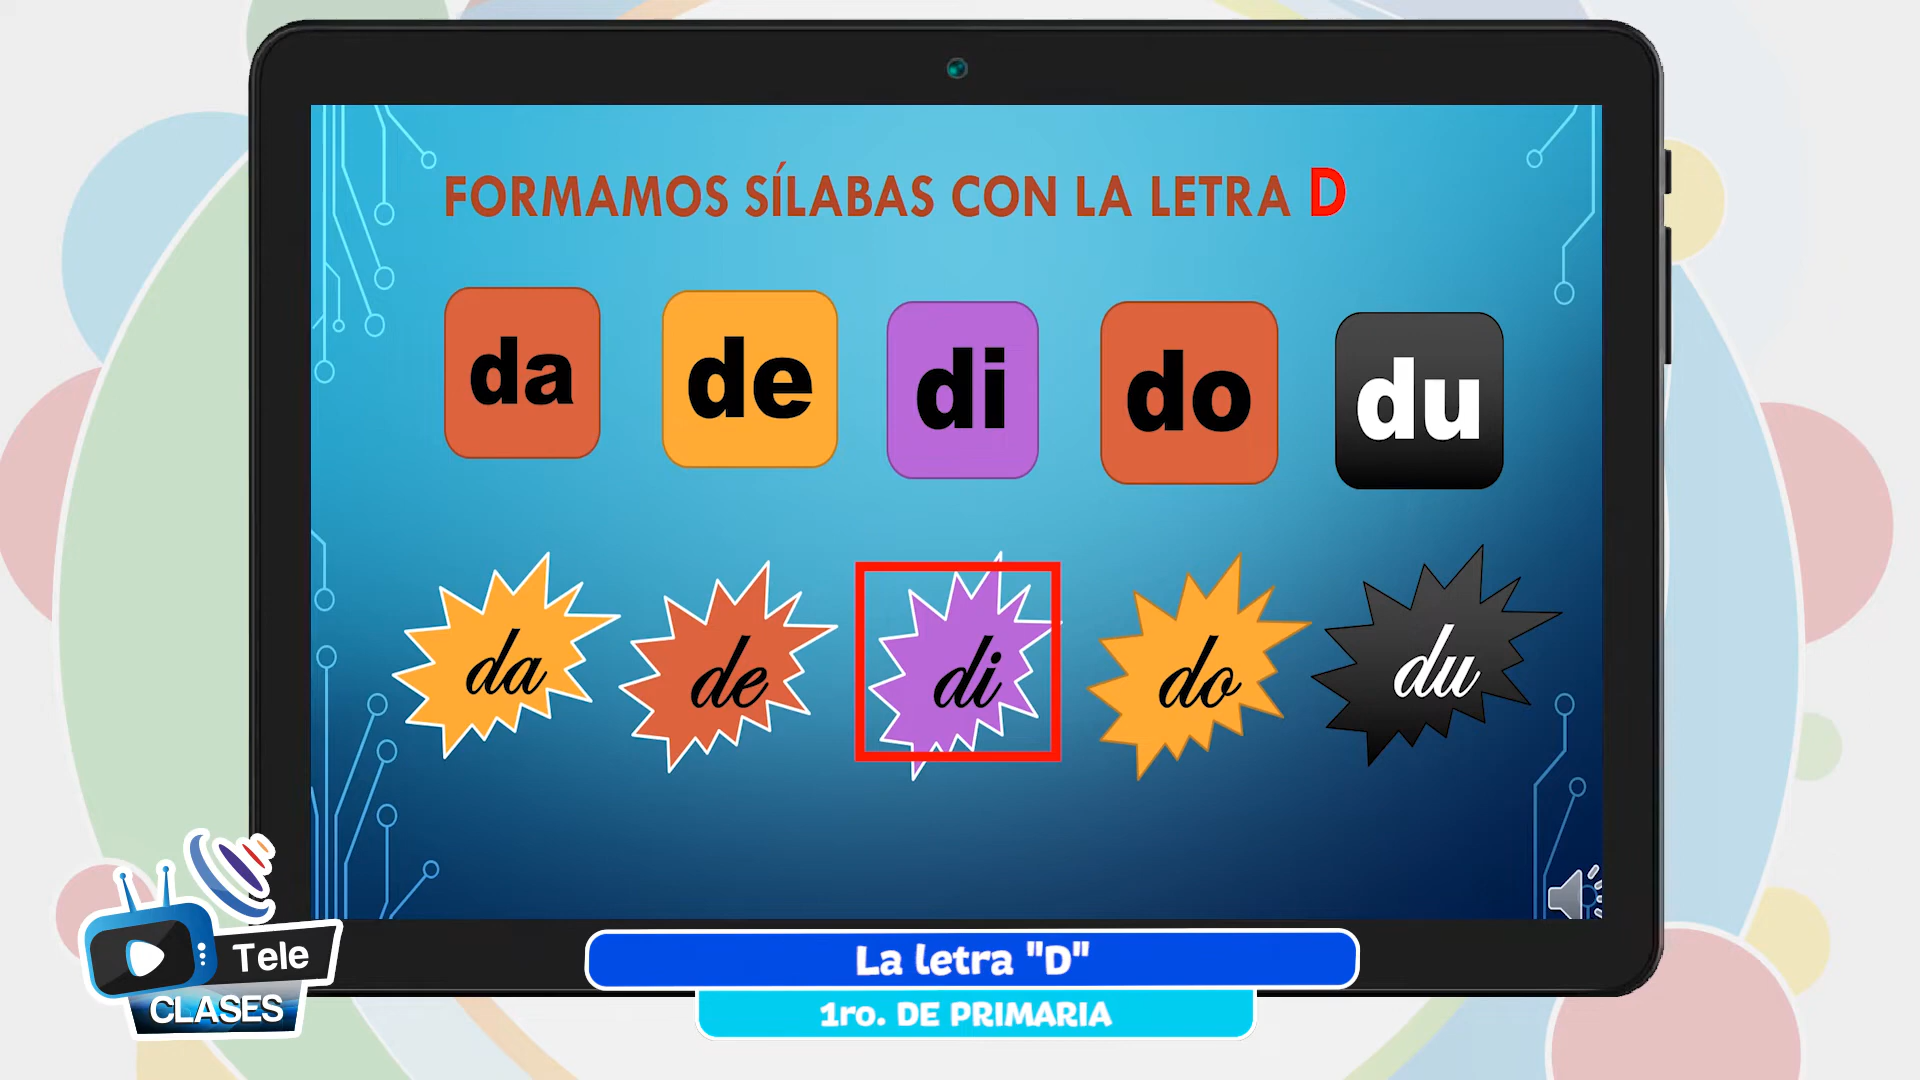 FORMAMOS SÍLABAS CON LA LETRA D
da de di do du
da de di do du
Tele
CLASES
La letra "D"
1ro. DE PRIMARIA